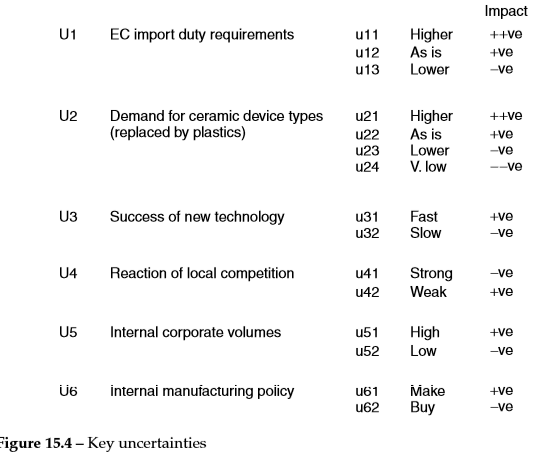 Impact
U1 EC import duty requirements u11 Higher ++ve
u12 As is +ve
u13 Lower –ve
U2 Demand for ceramic device types u21 Higher ++ve
(replaced by plastics) u22 As is +ve
u23 Lower –ve
u24 V. low ––ve
U3 Success of new technology u31 Fast +ve
u32 Slow –ve
U4 Reaction of local competition u41 Strong –ve
u42 Weak +ve
U5 Internal corporate volumes u51 High +ve
u52 Low –ve
U6 Internal manufacturing policy u61 Make +ve
u62 Buy –ve
Figure 15.4 – Key uncertainties